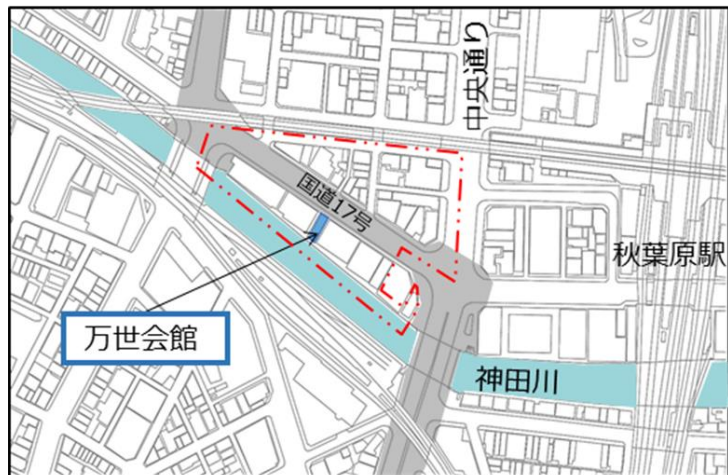 中央通り
国道17号
秋葉原駅
万世会館
神田川